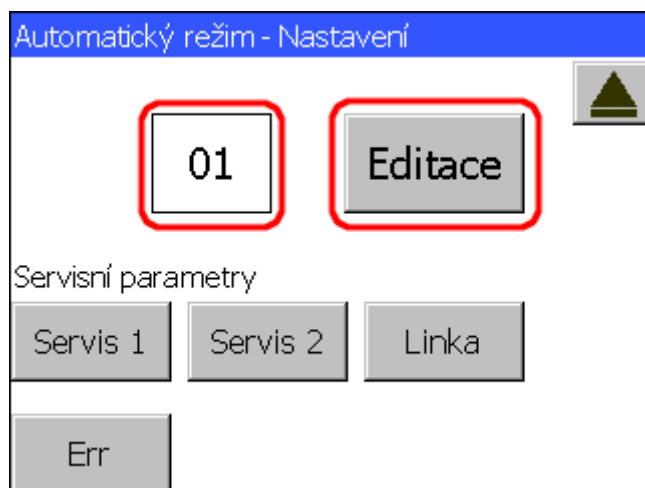 Automatický režim - Nastavení
01 Editace
Servisní parametry
Servis 1 Servis 2 Linka
Err